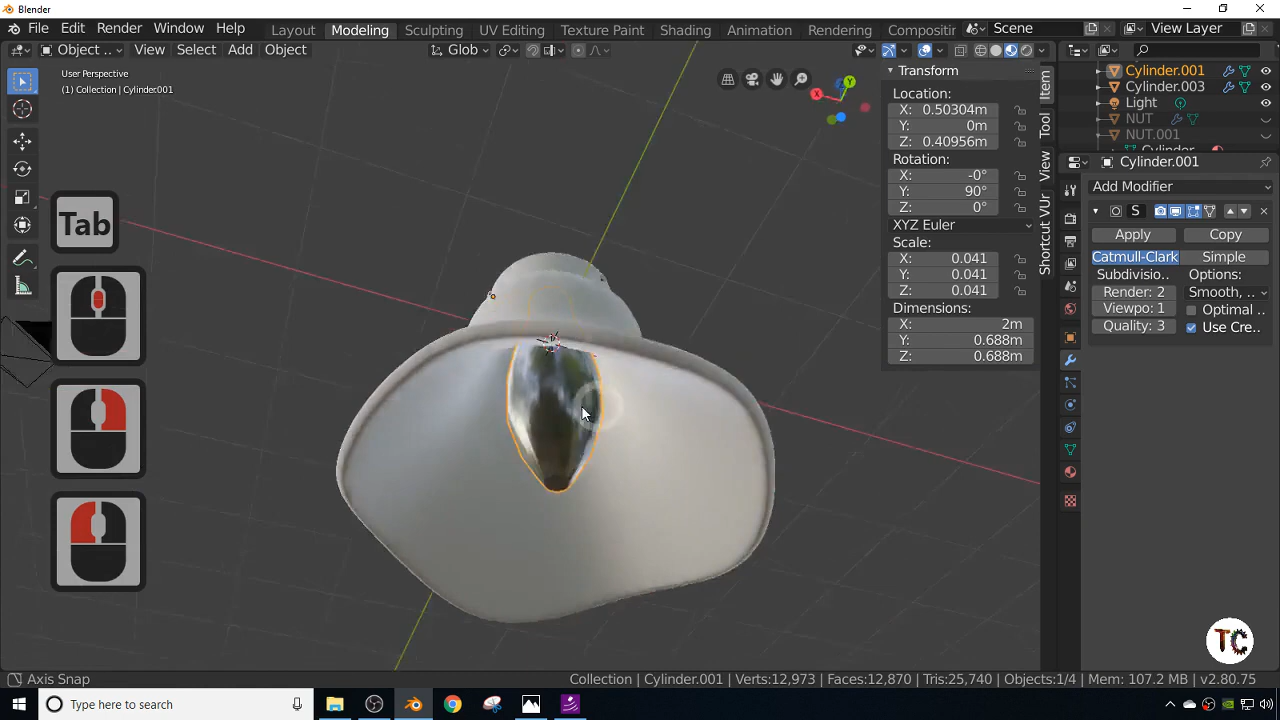 Blender
File Edit Render Window Help Layout Modeling Sculpting UV Editing Texture Paint Shading Animation Rendering Scene View Layer
Object .. View Select Add Object Glob
User Perspective
(1) Collection | Cylinder.001
Tab
Transform
Location:
X: 0.50304m
Y: 0m
Z: 0.40956m
Rotation:
X: -0°
Y: 90°
Z: 0°
XYZ Euler
Scale:
X: 0.041
Y: 0.041
Z: 0.041
Dimensions:
X: 2m
Y: 0.688m
Z: 0.688m
Item
Tool
View
Shortcut VUr
Cylinder.001
Cylinder.003
Light
NUT
NUT.001
Cylinder
Cylinder.001
Add Modifier
S
Apply Copy
Catmull-Clark Simple
Subdivisio.. Options:
Render: 2 Smooth, ..
Viewpo: 1 Optimal ..
Quality: 3 Use Cre..
TC
Axis Snap Collection | Cylinder.001 | Verts:12,973 | Faces:12,870 | Tris:25,740 | Objects:1/4 | Mem: 107.2 MB | v2.80.75
Type here to search